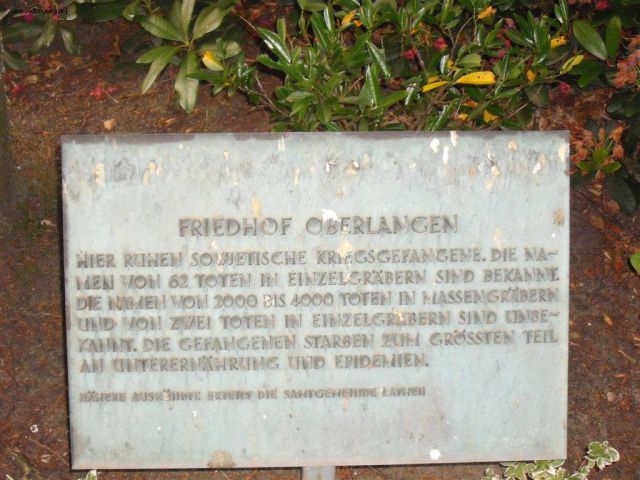 FRIEDHOF OBERLANGEN
HIER RUHEN SOWJETISCHE KRIEGSGEFANGENE. DIE NA-
MEN VON 62 TOTEN IN EINZELGRÄBERN SIND BEKANNT.
DIE NAMEN VON 2000 BIS 4000 TOTEN IN MASSENGRÄBERN
UND VON ZWEI TOTEN IN EINZELGRÄBERN SIND UNBE-
KANNT. DIE GEFANGENEN STARBEN ZUM GRÖSSTEN TEIL
AN UNTERERNÄHRUNG UND EPIDEMIEN.
NÄHERE AUSKÜNFTE ERTEILT DIE SAMTGEMEINDE LATHEN